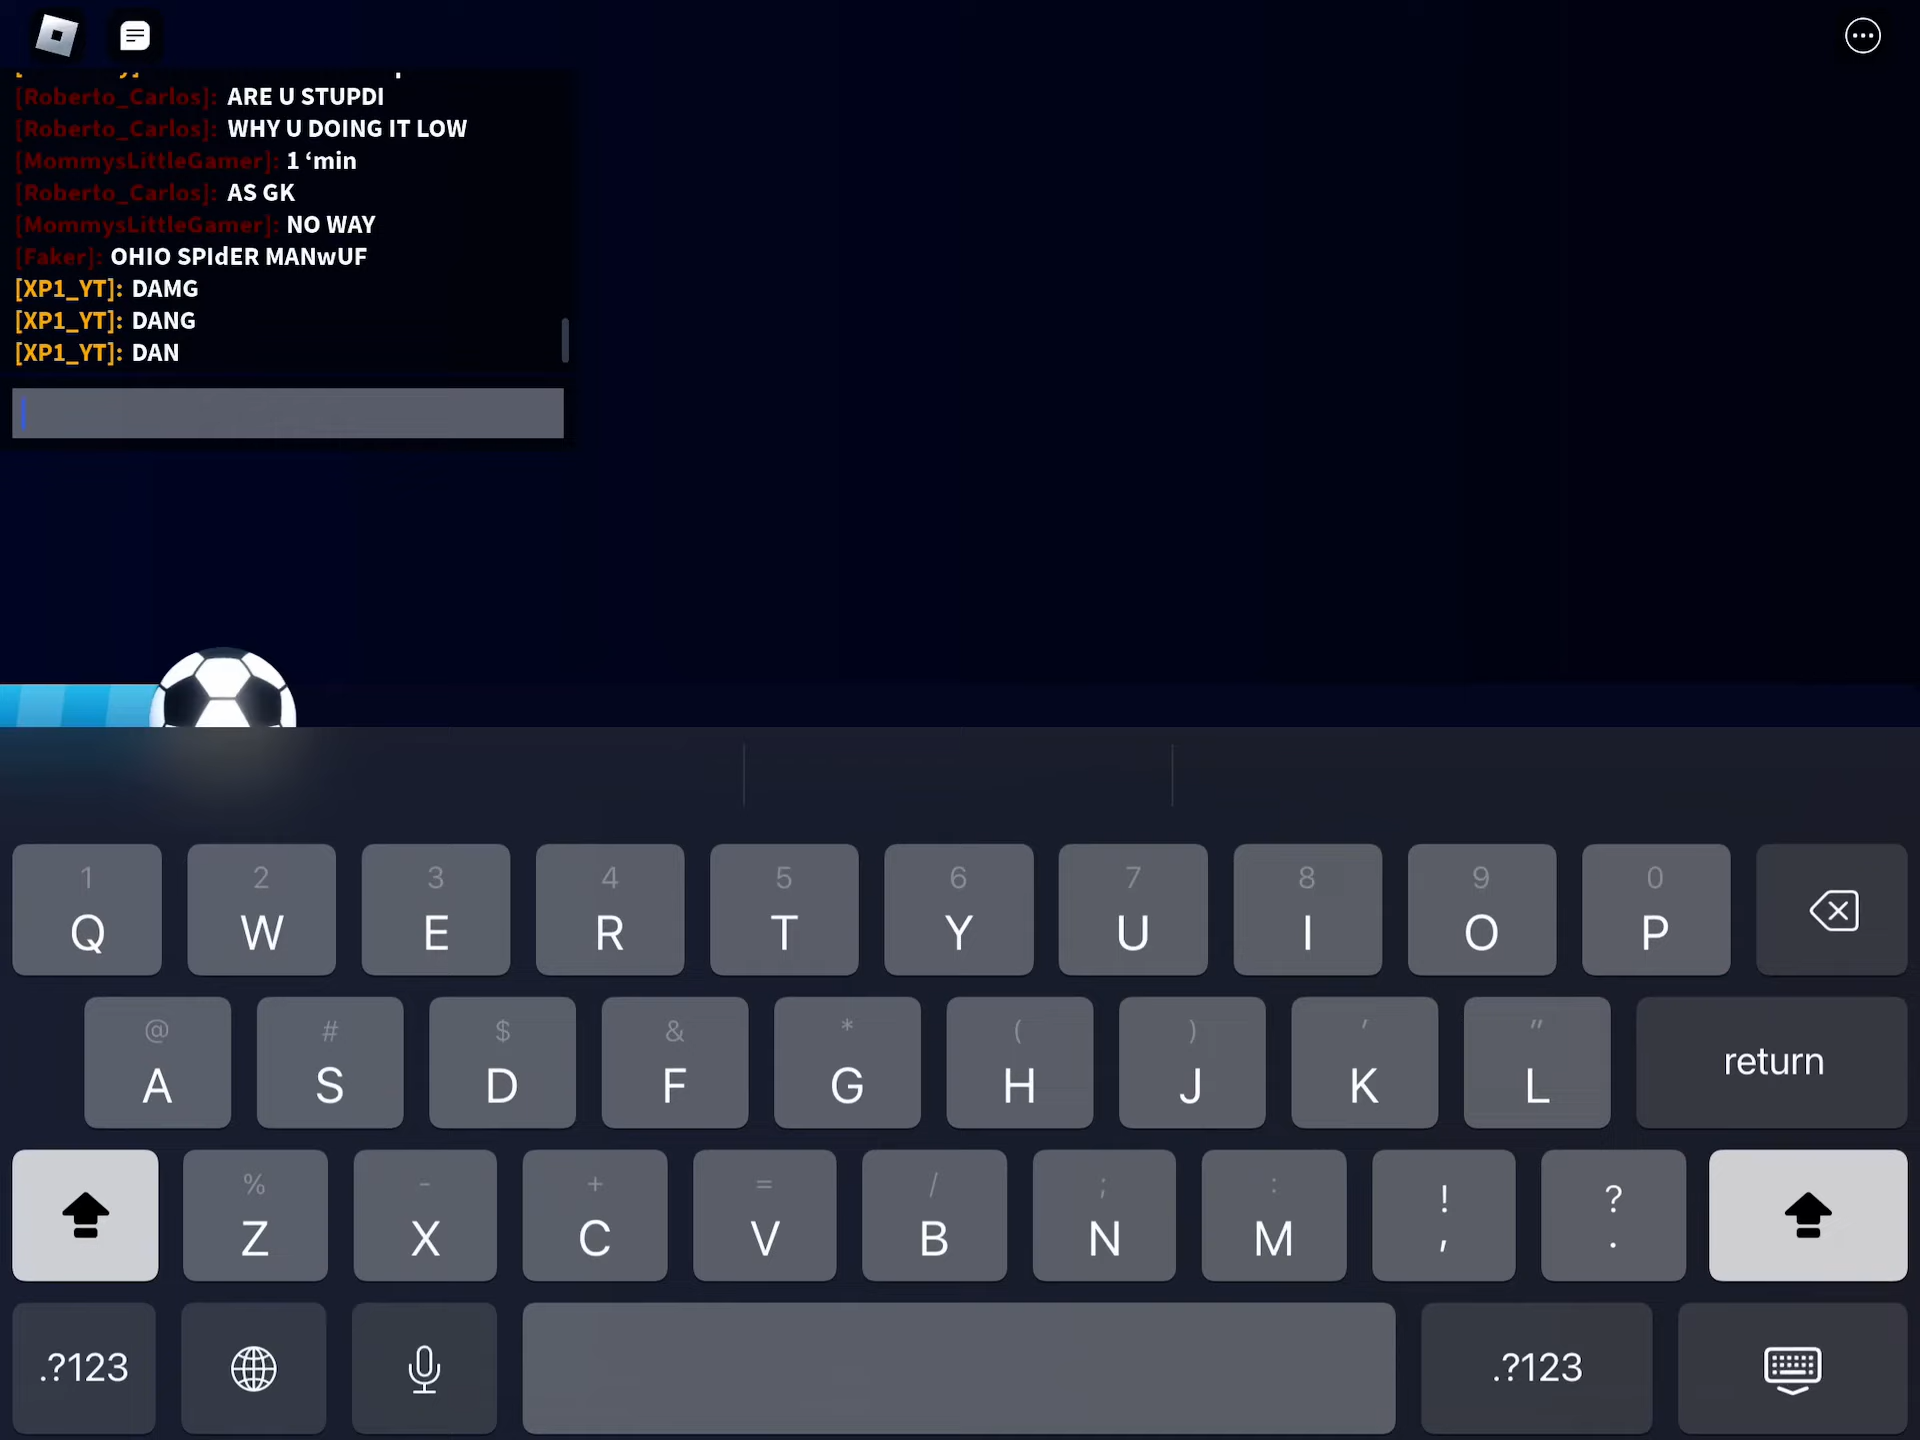 [Roberto_Carlos]: ARE U STUPDI
[Roberto_Carlos]: WHY U DOING IT LOW
[MommysLittleGamer]: 1 ‘min
[Roberto_Carlos]: AS GK
[MommysLittleGamer]: NO WAY
[Faker]: OHIO SPIdER MANwUF
[XP1_YT]: DAMG
[XP1_YT]: DANG
[XP1_YT]: DAN
1 2 3 4 5 6 7 8 9 0
Q W E R T Y U I O P
@ # $ & * ( ) ' "
A S D F G H J K L return
% - + = / ; : ! ?
Z X C V B N M , .
.?123 .?123